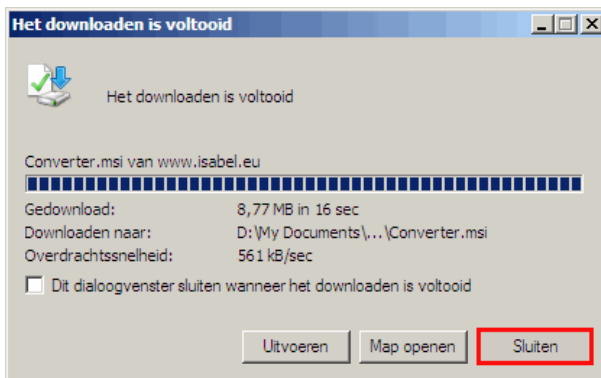 Het downloaden is voltooid
Het downloaden is voltooid
Converter.msi van www.isabel.eu
Gedownload: 8,77 MB in 16 sec
Downloaden naar: D:\My Documents\...\Converter.msi
Overdrachtssnelheid: 561 kB/sec
Dit dialoogvenster sluiten wanneer het downloaden is voltooid
Uitvoeren Map openen Sluiten